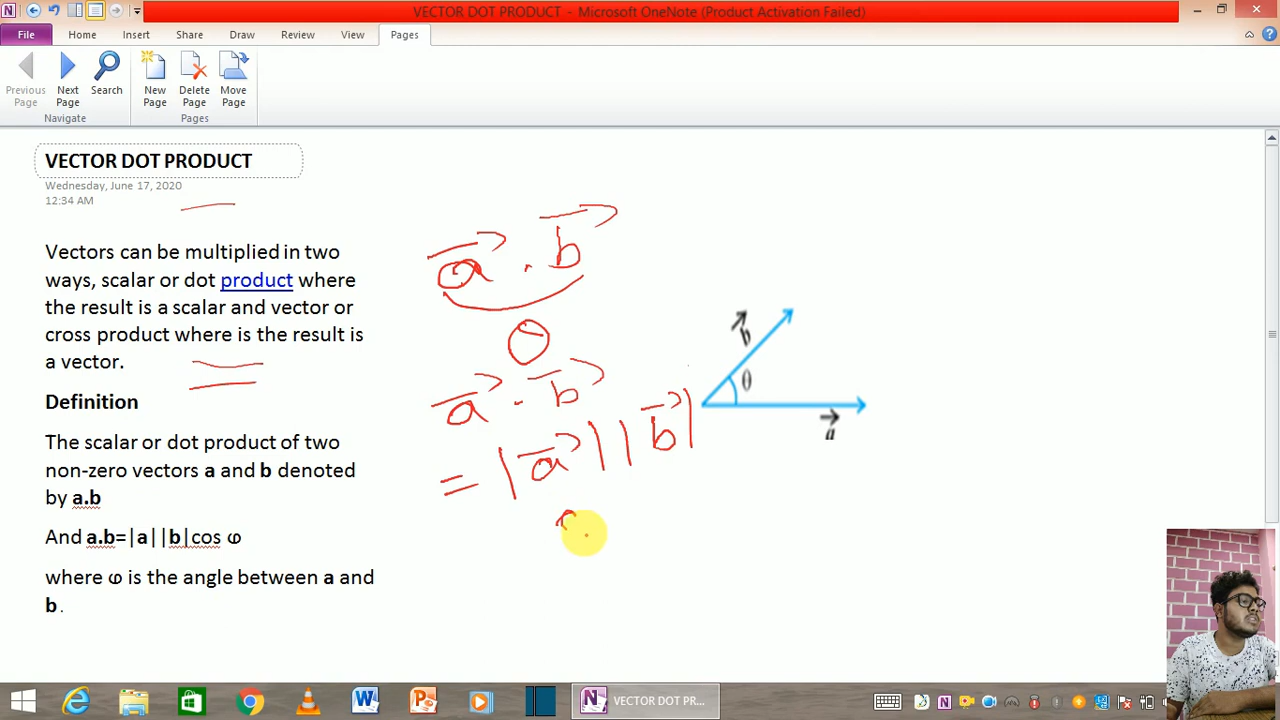 VECTOR DOT PRODUCT - Microsoft OneNote (Product Activation Failed)
File Home Insert Share Draw Review View Pages
Previous Page
Next Page
Search
New Page
Delete Page
Move Page
Navigate
Pages
VECTOR DOT PRODUCT
Wednesday, June 17, 2020
12:34 AM
Vectors can be multiplied in two
ways, scalar or dot product where
the result is a scalar and vector or
cross product where is the result is
a vector.
Definition
The scalar or dot product of two
non-zero vectors a and b denoted
by a.b
And a.b=|a||b|cos φ
where φ is the angle between a and
b .
a⃗ . b⃗
θ
a⃗ . b⃗
= |a⃗| |b⃗|
b⃗
θ
a⃗
VECTOR DOT PR...